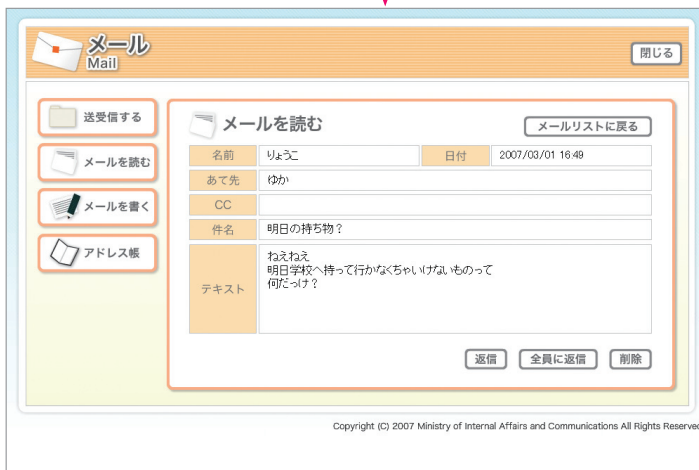 メール
Mail
閉じる
送受信する
メールを読む
メールを書く
アドレス帳
メールを読む
メールリストに戻る
名前 りょうこ 日付 2007/03/01 16:49
あて先 ゆか
CC
件名 明日の持ち物？
テキスト
ねえねえ
明日学校へ持って行かなくちゃいけないものって
何だっけ？
返信 全員に返信 削除
Copyright (C) 2007 Ministry of Internal Affairs and Communications All Rights Reserved